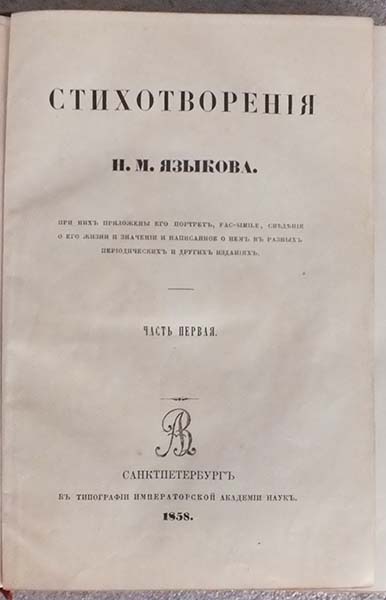 СТИХОТВОРЕНІЯ
Н. М. ЯЗЫКОВА.
ПРИ НИХЪ ПРИЛОЖЕНЫ ЕГО ПОРТРЕТЪ, FAC-SIMILE, СВѢДѢНІЯ
О ЕГО ЖИЗНИ И ЗНАЧЕНІИ И НАПИСАННОЕ О НЕМЪ ВЪ РАЗНЫХЪ
ПЕРІОДИЧЕСКИХЪ И ДРУГИХЪ ИЗДАНІЯХЪ.
ЧАСТЬ ПЕРВАЯ.
САНКТПЕТЕРБУРГЪ
ВЪ ТИПОГРАФІИ ИМПЕРАТОРСКОЙ АКАДЕМІИ НАУКЪ.
1858.